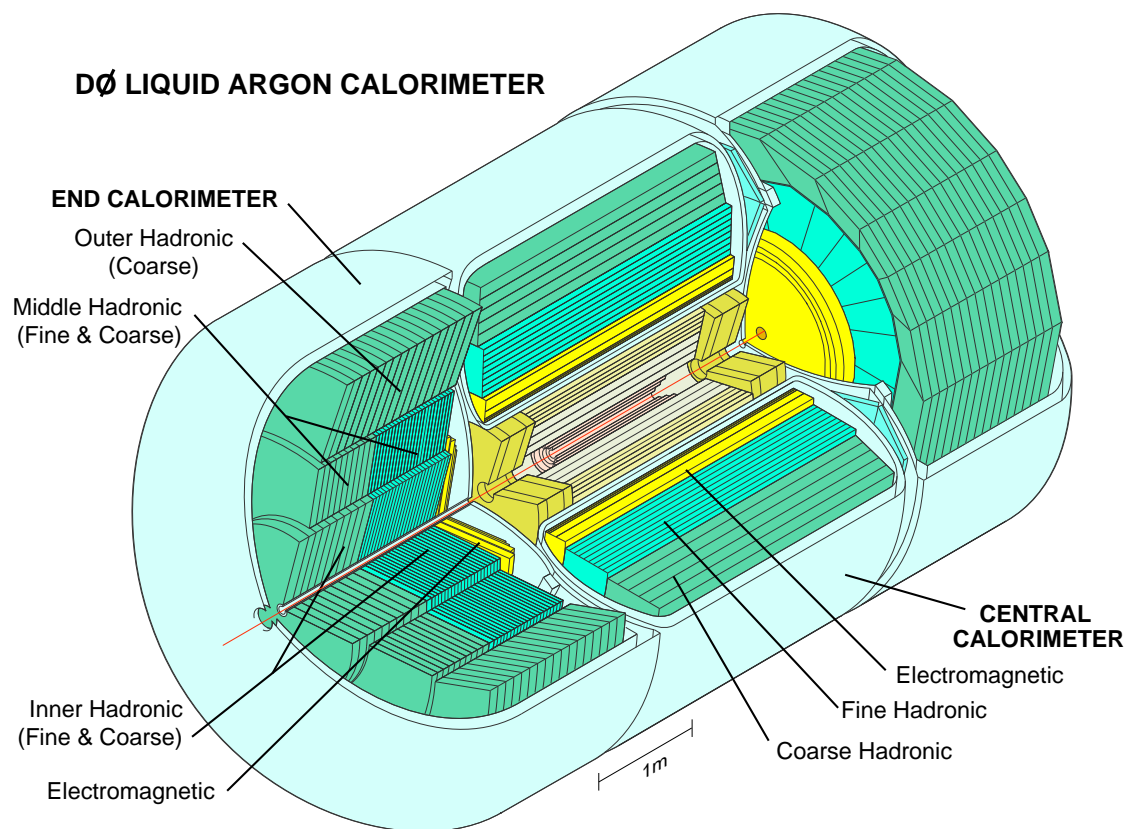 DØ LIQUID ARGON CALORIMETER
END CALORIMETER
Outer Hadronic
(Coarse)
Middle Hadronic
(Fine & Coarse)
Inner Hadronic
(Fine & Coarse)
Electromagnetic
1m
CENTRAL
CALORIMETER
Electromagnetic
Fine Hadronic
Coarse Hadronic